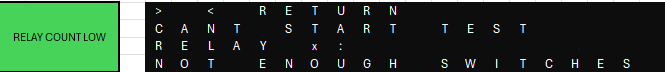 RELAY COUNT LOW
> < RETURN
CANT START TEST
RELAY x:
NOT ENOUGH SWITCHES